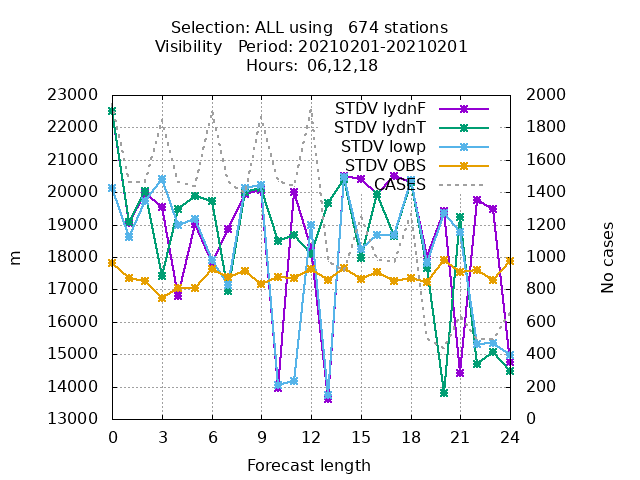 Selection: ALL using   674 stations
Visibility   Period: 20210201-20210201
Hours:  06,12,18
23000
22000
21000
20000
19000
18000
17000
16000
15000
14000
13000
m
2000
1800
1600
1400
1200
1000
800
600
400
200
0
No cases
STDV lydnF
STDV lydnT
STDV lowp
STDV OBS
CASES
0 3 6 9 12 15 18 21 24
Forecast length